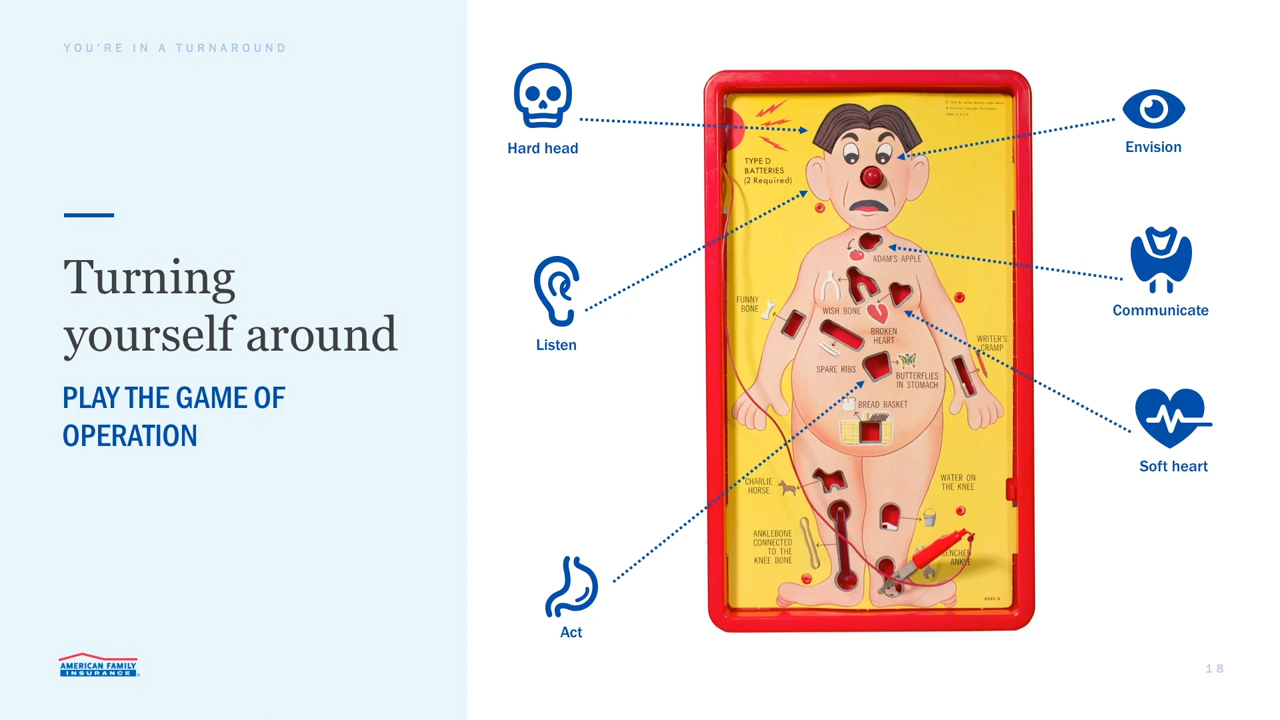 YOU'RE IN A TURNAROUND
Turning
yourself around
PLAY THE GAME OF
OPERATION
AMERICAN FAMILY
INSURANCE
Hard head
Listen
Act
Envision
Communicate
Soft heart
TYPE D
BATTERIES
(2 Required)
ADAM'S APPLE
FUNNY
BONE
WISH BONE
BROKEN
HEART
WRITER'S
CRAMP
SPARE RIBS
BUTTERFLIES
IN STOMACH
BREAD BASKET
CHARLIE
HORSE
WATER ON
THE KNEE
ANKLEBONE
CONNECTED
TO THE
KNEE BONE
ANKLE
18